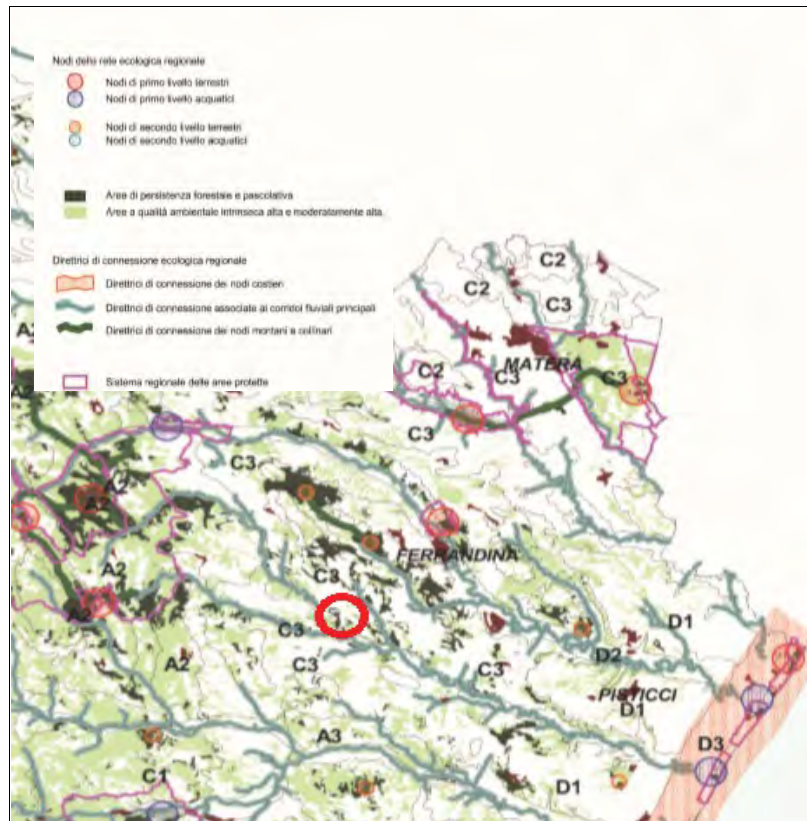 Nodi della rete ecologica regionale
Nodi di primo livello terrestri
Nodi di primo livello acquatici
Nodi di secondo livello terrestri
Nodi di secondo livello acquatici
Aree di persistenza forestale e pascolativa
Aree a qualità ambientale intrinseca alta e moderatamente alta.
Direttrici di connessione ecologica regionale
Direttrici di connessione dei nodi costieri
Direttrici di connessione associate ai corridoi fluviali principali
Direttrici di connessione dei nodi montani e collinari
Sistema regionale delle aree protette
C2
C2
C3
A2
MATERA
C2
C3
C3
C3
C3
A2
FERRANDINA
A2
C3
C3
D1
D2
A2
C3
C3
PISTICCI
D1
A3
D3
C1
D1